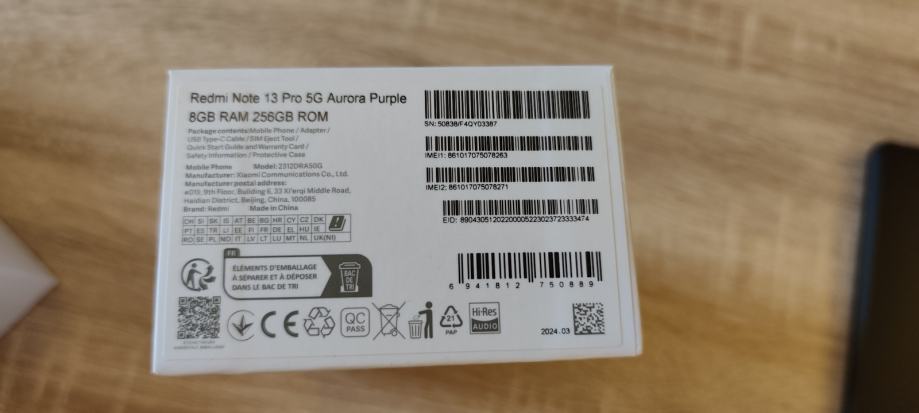 Redmi Note 13 Pro 5G Aurora Purple
8GB RAM 256GB ROM
Package contents:Mobile Phone / Adapter /
USB Type-C Cable / SIM Eject Tool /
Quick Start Guide and Warranty Card /
Safety Information / Protective Case
Mobile Phone Model: 2312DRA50G
Manufacturer: Xiaomi Communications Co., Ltd.
Manufacturer postal address:
#019, 9th Floor, Building 6, 33 Xi'erqi Middle Road,
Haidian District, Beijing, China, 100085
Brand: Redmi Made in China
CH SI SK IS AT BE BG HR CY CZ DK
PT ES TR LI EE FI FR DE EL HU IE
RO SE PL NO IT LV LT LU MT NL UK(NI)
FR
ÉLÉMENTS D'EMBALLAGE
À SÉPARER ET À DÉPOSER
DANS LE BAC DE TRI
BAC
DE
TRI
SN: 50838/F4QY03387
IMEI1: 861017075078263
IMEI2: 861017075078271
EID: 89043051202200005223023723333474
6 941812 750889
CE
QC
PASS
21
PAP
Hi-Res
AUDIO
2024.03